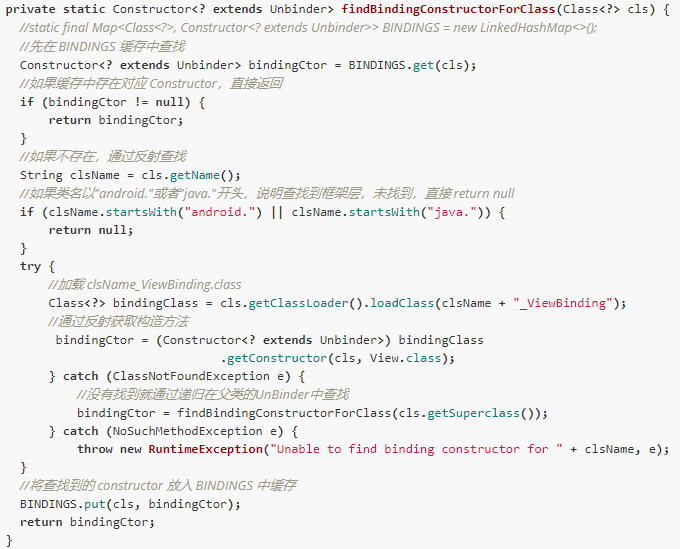 private static Constructor<? extends Unbinder> findBindingConstructorForClass(Class<?> cls) {
  //static final Map<Class<?>, Constructor<? extends Unbinder>> BINDINGS = new LinkedHashMap<>();
  //先在 BINDINGS 缓存中查找
  Constructor<? extends Unbinder> bindingCtor = BINDINGS.get(cls);
  //如果缓存中存在对应 Constructor，直接返回
  if (bindingCtor != null) {
      return bindingCtor;
  }
  //如果不存在，通过反射查找
  String clsName = cls.getName();
  //如果类名以"android."或者"java."开头，说明查找到框架层，未找到，直接 return null
  if (clsName.startsWith("android.") || clsName.startsWith("java.")) {
      return null;
  }
  try {
      //加载 clsName_ViewBinding.class
      Class<?> bindingClass = cls.getClassLoader().loadClass(clsName + "_ViewBinding");
      //通过反射获取构造方法
       bindingCtor = (Constructor<? extends Unbinder>) bindingClass
                              .getConstructor(cls, View.class);
      } catch (ClassNotFoundException e) {
          //没有找到就通过递归在父类的UnBinder中查找
          bindingCtor = findBindingConstructorForClass(cls.getSuperclass());
      } catch (NoSuchMethodException e) {
          throw new RuntimeException("Unable to find binding constructor for " + clsName, e);
  }
  //将查找到的 constructor 放入 BINDINGS 中缓存
  BINDINGS.put(cls, bindingCtor);
  return bindingCtor;
}